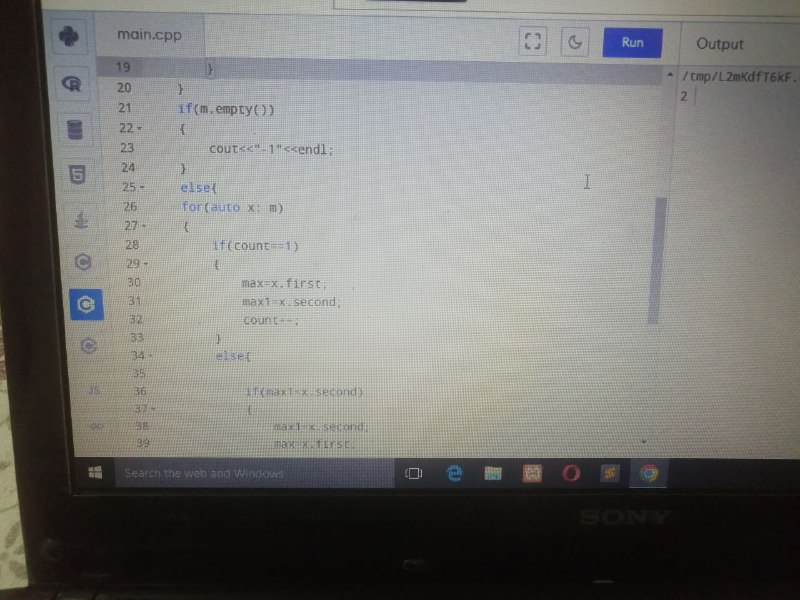 main.cpp
Run
Output
19 }
20 }
21 if(m.empty())
22 {
23 cout<<"-1"<<endl;
24 }
25 else{
26 for(auto x: m)
27 {
28 if(count==1)
29 {
30 max=x.first;
31 max1=x.second;
32 count--;
33 }
34 else{
35
36 if(max1<x.second)
37 {
38 max1=x.second;
39 max=x.first;
/tmp/L2mKdfT6kF.
2
R
5
JS
Search the web and Windows
SONY